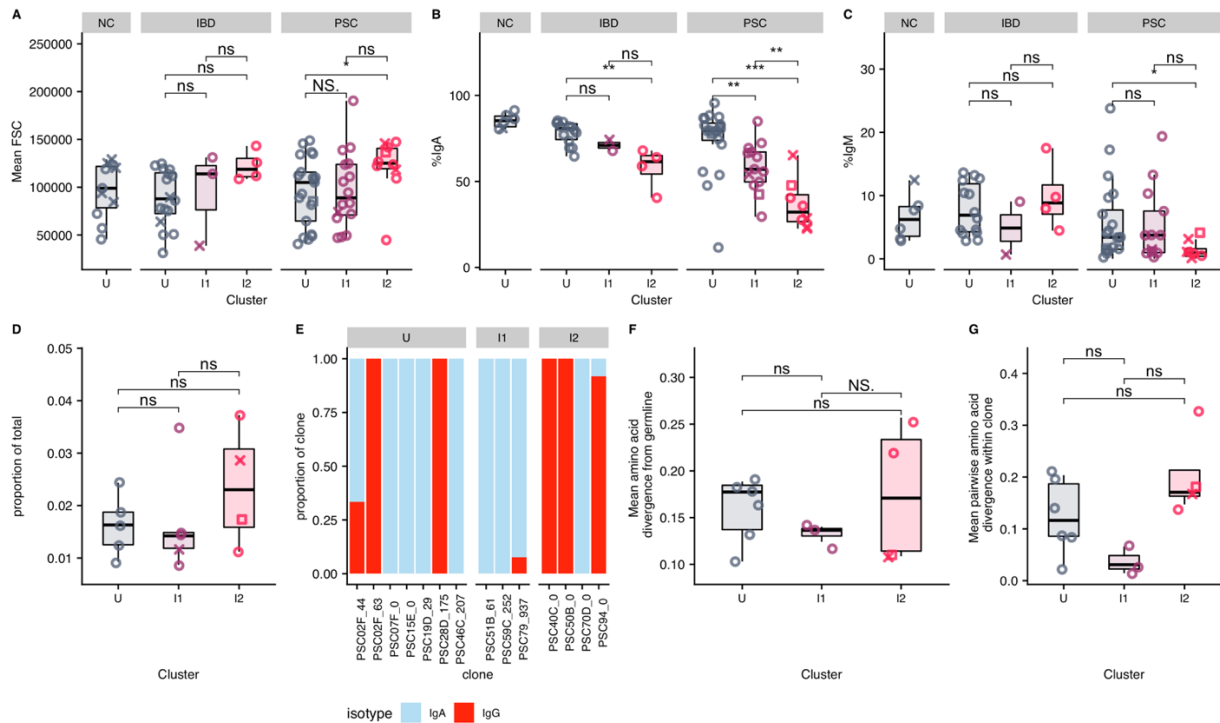 A
NC
IBD
PSC
Mean FSC
250000
200000
150000
100000
50000
ns
ns
ns
ns
*
NS.
U
U
I1
I2
U
I1
I2
Cluster
B
NC
IBD
PSC
%IgA
100
50
0
ns
**
ns
**
***
**
U
U
I1
I2
U
I1
I2
Cluster
C
NC
IBD
PSC
%IgM
30
20
10
0
ns
ns
ns
ns
*
U
U
I1
I2
U
I1
I2
Cluster
D
proportion of total
0.05
0.04
0.03
0.02
0.01
ns
ns
ns
U
I1
I2
Cluster
E
U
I1
I2
proportion of clone
1.00
0.75
0.50
0.25
0.00
PSC02F_44
PSC02F_63
PSC07F_0
PSC15E_0
PSC19D_29
PSC28D_175
PSC46C_207
PSC51B_61
PSC59C_252
PSC79_937
PSC40C_0
PSC50B_0
PSC70D_0
PSC94_0
clone
isotype
IgA
IgG
F
Mean amino acid
divergence from germline
0.30
0.25
0.20
0.15
0.10
ns
NS.
ns
U
I1
I2
Cluster
G
Mean pairwise amino acid
divergence within clone
0.4
0.3
0.2
0.1
0.0
ns
ns
ns
U
I1
I2
Cluster